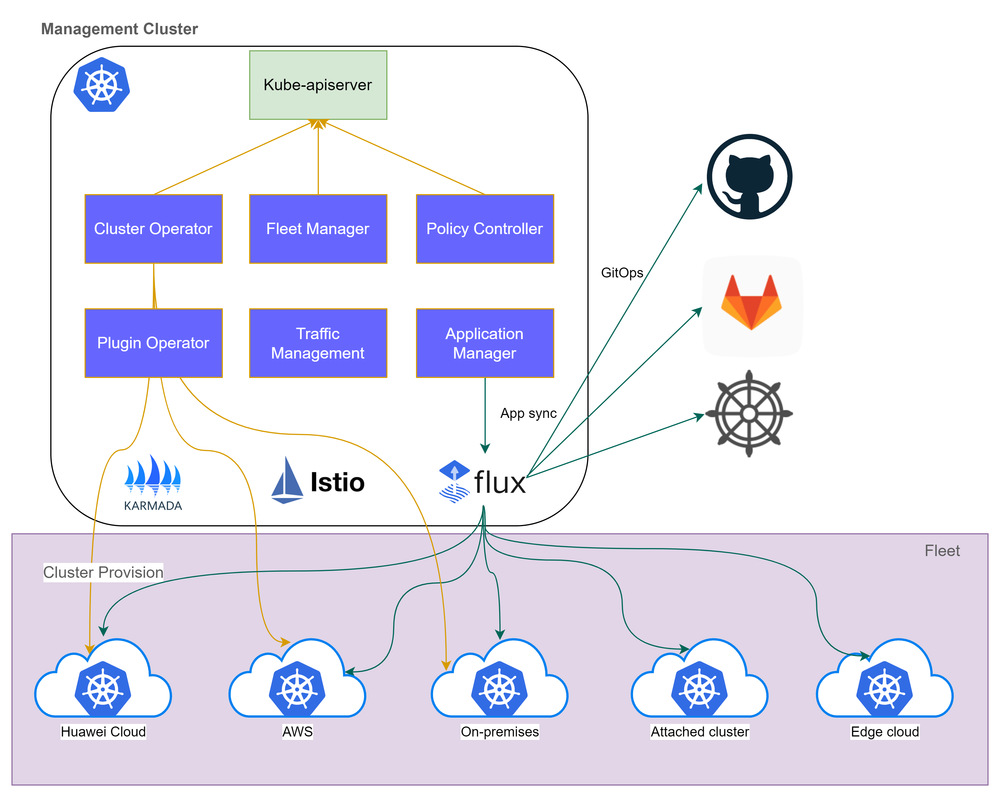 Management Cluster
Kube-apiserver
Cluster Operator
Fleet Manager
Policy Controller
GitOps
Plugin Operator
Traffic
Management
Application
Manager
App sync
KARMADA
Istio
flux
Fleet
Cluster Provision
Huawei Cloud
AWS
On-premises
Attached cluster
Edge cloud